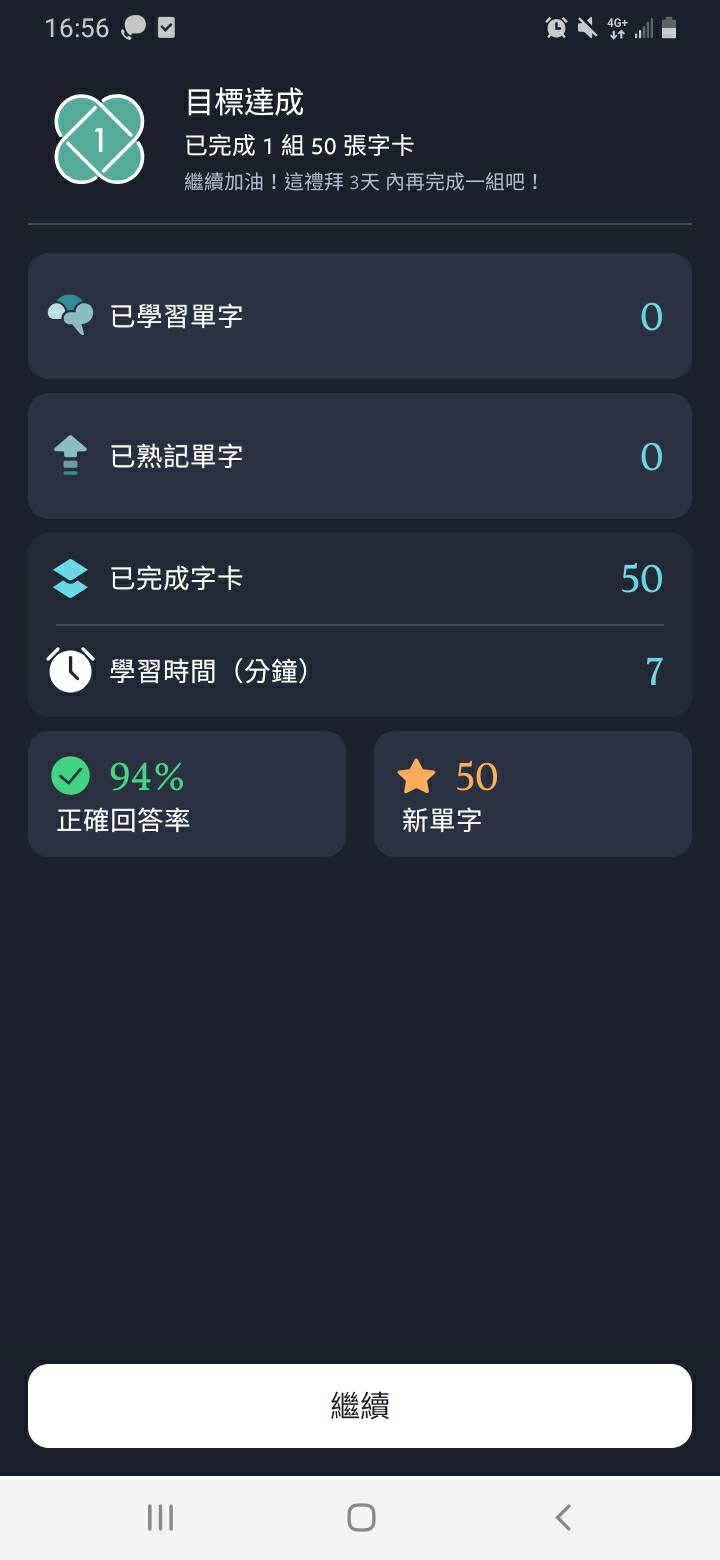 16:56
4G+
1
目標達成
已完成 1 組 50 張字卡
繼續加油！這禮拜 3天 內再完成一組吧！
已學習單字 0
已熟記單字 0
已完成字卡 50
學習時間（分鐘） 7
94%
正確回答率
50
新單字
繼續